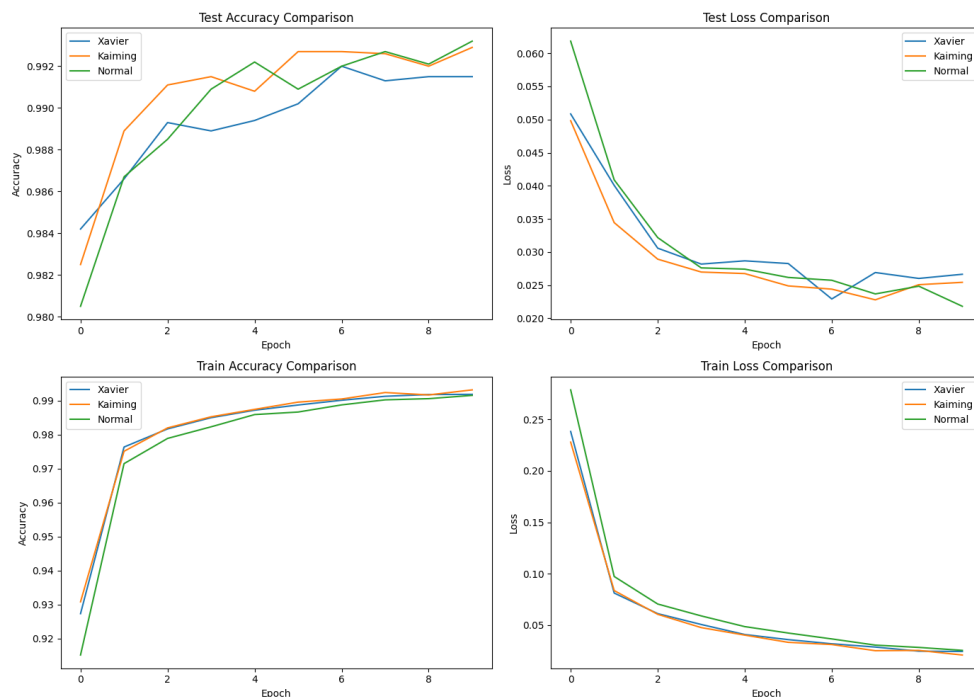 Test Accuracy Comparison
Xavier
Kaiming
Normal
0.992
0.990
0.988
0.986
0.984
0.982
0.980
Accuracy
0 2 4 6 8
Epoch
Test Loss Comparison
Xavier
Kaiming
Normal
0.060
0.055
0.050
0.045
0.040
0.035
0.030
0.025
0.020
Loss
0 2 4 6 8
Epoch
Train Accuracy Comparison
Xavier
Kaiming
Normal
0.99
0.98
0.97
0.96
0.95
0.94
0.93
0.92
Accuracy
0 2 4 6 8
Epoch
Train Loss Comparison
Xavier
Kaiming
Normal
0.25
0.20
0.15
0.10
0.05
Loss
0 2 4 6 8
Epoch